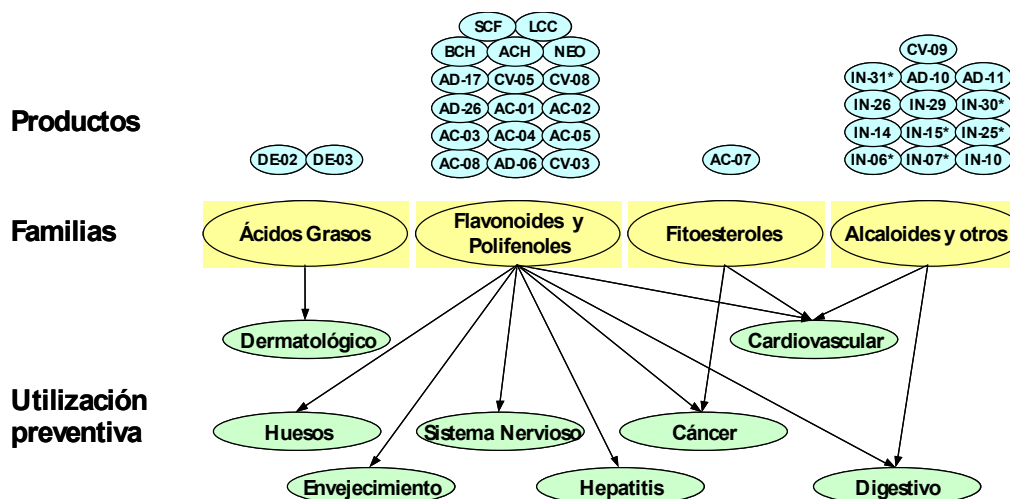 SCF LCC
BCH ACH NEO CV-09
AD-17 CV-05 CV-08 IN-31* AD-10 AD-11
Productos AD-26 AC-01 AC-02 IN-26 IN-29 IN-30*
AC-03 AC-04 AC-05 IN-14 IN-15* IN-25*
DE-02 DE-03 AC-08 AD-06 CV-03 AC-07 IN-06* IN-07* IN-10
Familias Ácidos Grasos Flavonoides y Fitoesteroles Alcaloides y otros
Polifenoles
Dermatológico Cardiovascular
Utilización
preventiva Huesos Sistema Nervioso Cáncer
Envejecimiento Hepatitis Digestivo